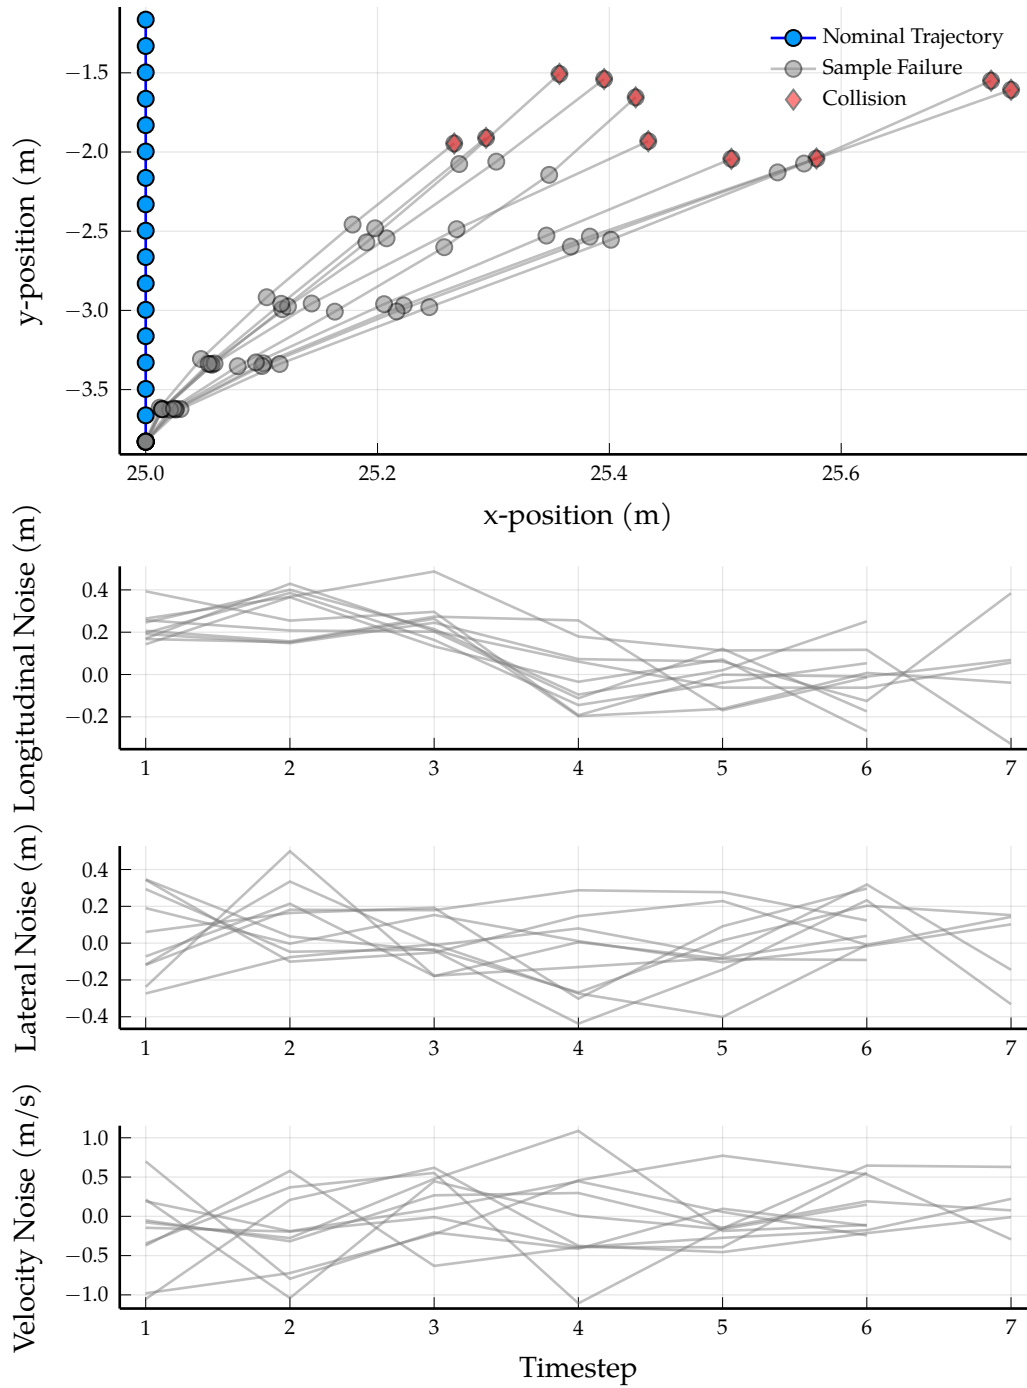 Nominal Trajectory
Sample Failure
Collision
y-position (m)
−1.5
−2.0
−2.5
−3.0
−3.5
25.0 25.2 25.4 25.6
x-position (m)
Longitudinal Noise (m)
0.4
0.2
0.0
−0.2
1 2 3 4 5 6 7
Lateral Noise (m)
0.4
0.2
0.0
−0.2
−0.4
1 2 3 4 5 6 7
Velocity Noise (m/s)
1.0
0.5
0.0
−0.5
−1.0
1 2 3 4 5 6 7
Timestep